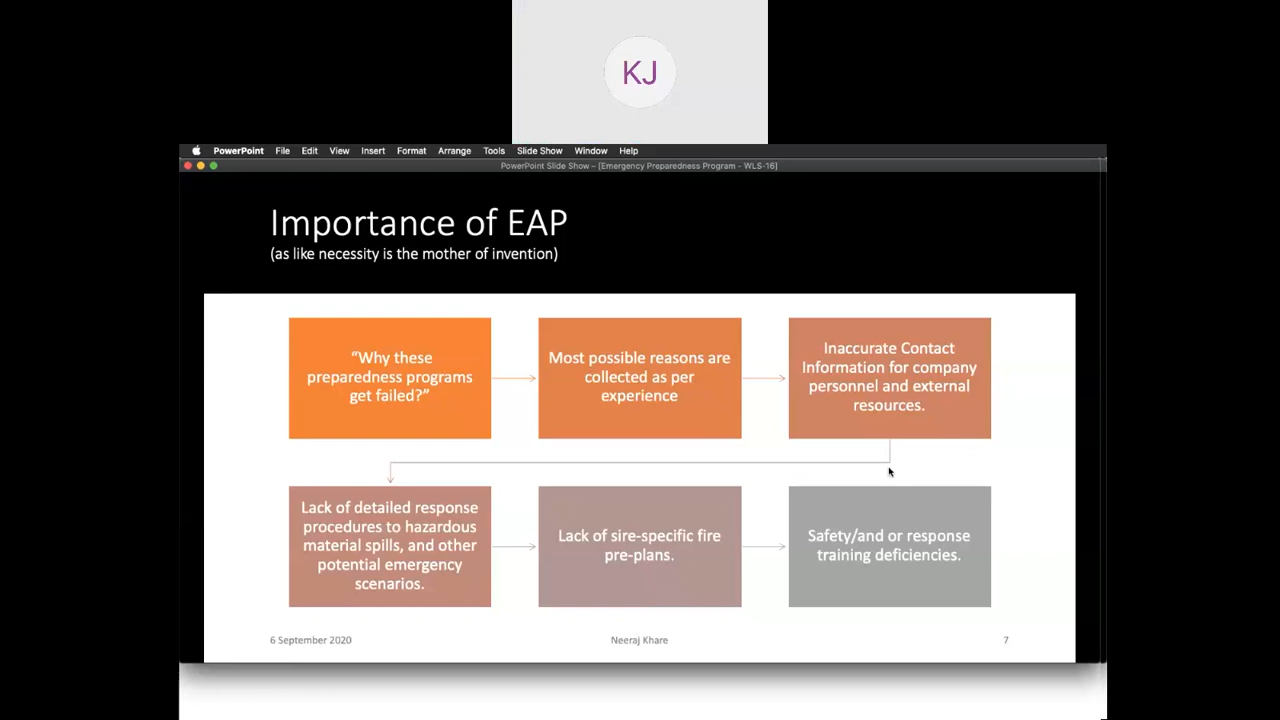 KJ
PowerPoint File Edit View Insert Format Arrange Tools Slide Show Window Help
PowerPoint Slide Show – [Emergency Preparedness Program - WLS-16]
Importance of EAP
(as like necessity is the mother of invention)
“Why these
preparedness programs
get failed?”
Most possible reasons are
collected as per
experience
Inaccurate Contact
Information for company
personnel and external
resources.
Lack of detailed response
procedures to hazardous
material spills, and other
potential emergency
scenarios.
Lack of sire-specific fire
pre-plans.
Safety/and or response
training deficiencies.
6 September 2020
Neeraj Khare
7